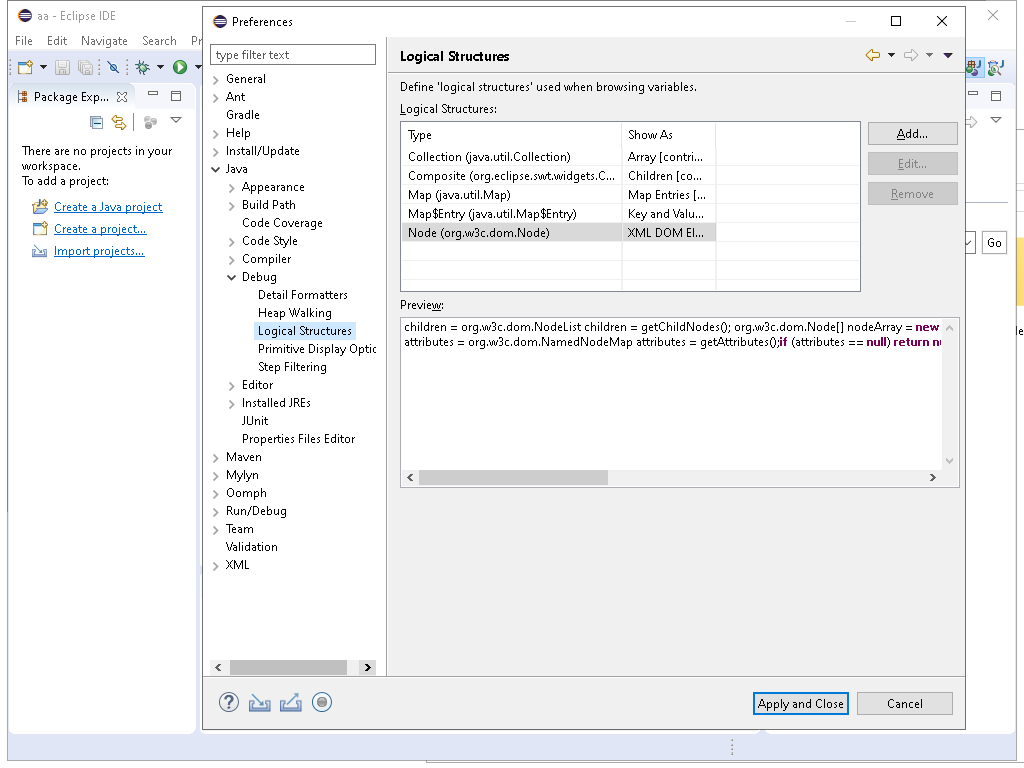 aa - Eclipse IDE
File Edit Navigate Search Pr
Package Exp...
There are no projects in your
workspace.
To add a project:
Create a Java project
Create a project...
Import projects...
Preferences
type filter text
General
Ant
Gradle
Help
Install/Update
Java
Appearance
Build Path
Code Coverage
Code Style
Compiler
Debug
Detail Formatters
Heap Walking
Logical Structures
Primitive Display Optic
Step Filtering
Editor
Installed JREs
JUnit
Properties Files Editor
Maven
Mylyn
Oomph
Run/Debug
Team
Validation
XML
Logical Structures
Define 'logical structures' used when browsing variables.
Logical Structures:
Type Show As
Collection (java.util.Collection) Array [contri...
Composite (org.eclipse.swt.widgets.C... Children [co...
Map (java.util.Map) Map Entries [...
Map$Entry (java.util.Map$Entry) Key and Valu...
Node (org.w3c.dom.Node) XML DOM El...
Add...
Edit...
Remove
Preview:
children = org.w3c.dom.NodeList children = getChildNodes(); org.w3c.dom.Node[] nodeArray = new
attributes = org.w3c.dom.NamedNodeMap attributes = getAttributes();if (attributes == null) return nu
Go
Apply and Close
Cancel